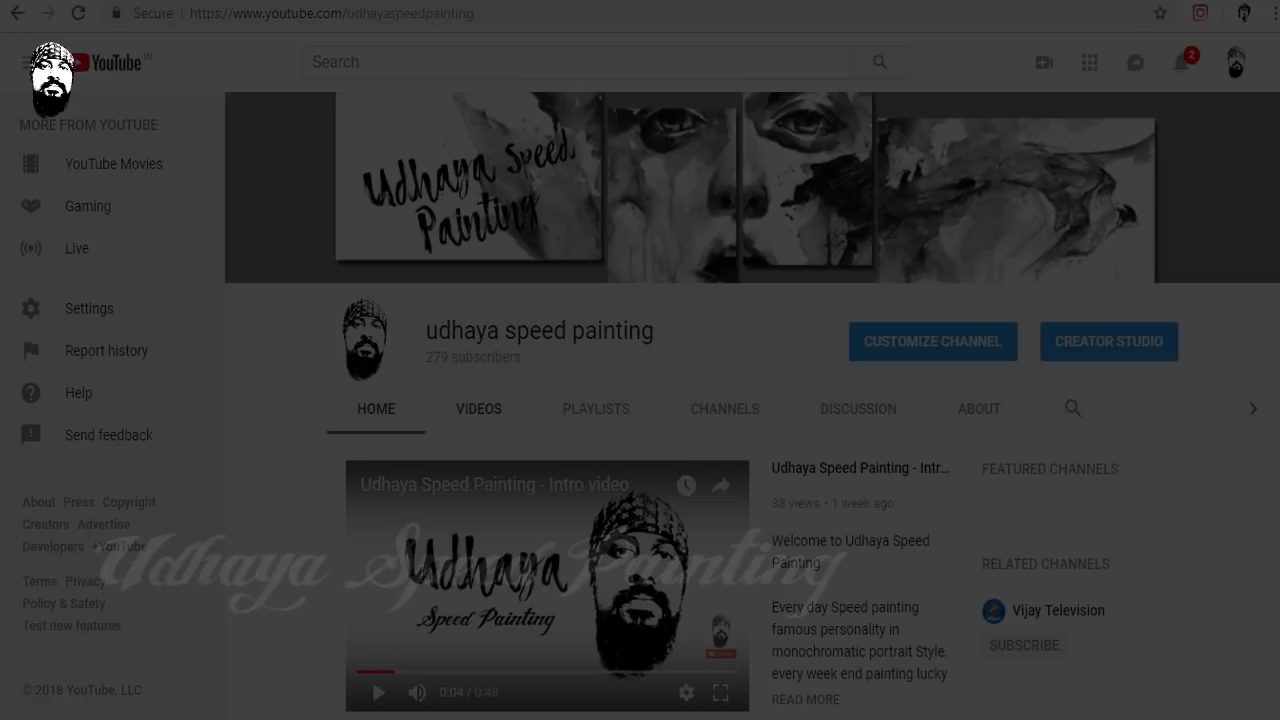 Secure
https://www.youtube.com/udhayaspeedpainting
YouTube IN
Search
2
MORE FROM YOUTUBE
YouTube Movies
Gaming
Live
Settings
Report history
Help
Send feedback
About Press Copyright
Creators Advertise
Developers +YouTube
Terms Privacy
Policy & Safety
Test new features
© 2018 YouTube, LLC
Udhaya Speed
Painting
udhaya speed painting
279 subscribers
CUSTOMIZE CHANNEL
CREATOR STUDIO
HOME VIDEOS PLAYLISTS CHANNELS DISCUSSION ABOUT
Udhaya Speed Painting - Intro video
Udhaya
Speed Painting
0:04 / 0:48
Udhaya Speed Painting
Udhaya Speed Painting - Intr...
38 views • 1 week ago
Welcome to Udhaya Speed
Painting
Every day Speed painting
famous personality in
monochromatic portrait Style.
every week end painting lucky
READ MORE
FEATURED CHANNELS
RELATED CHANNELS
Vijay Television
SUBSCRIBE